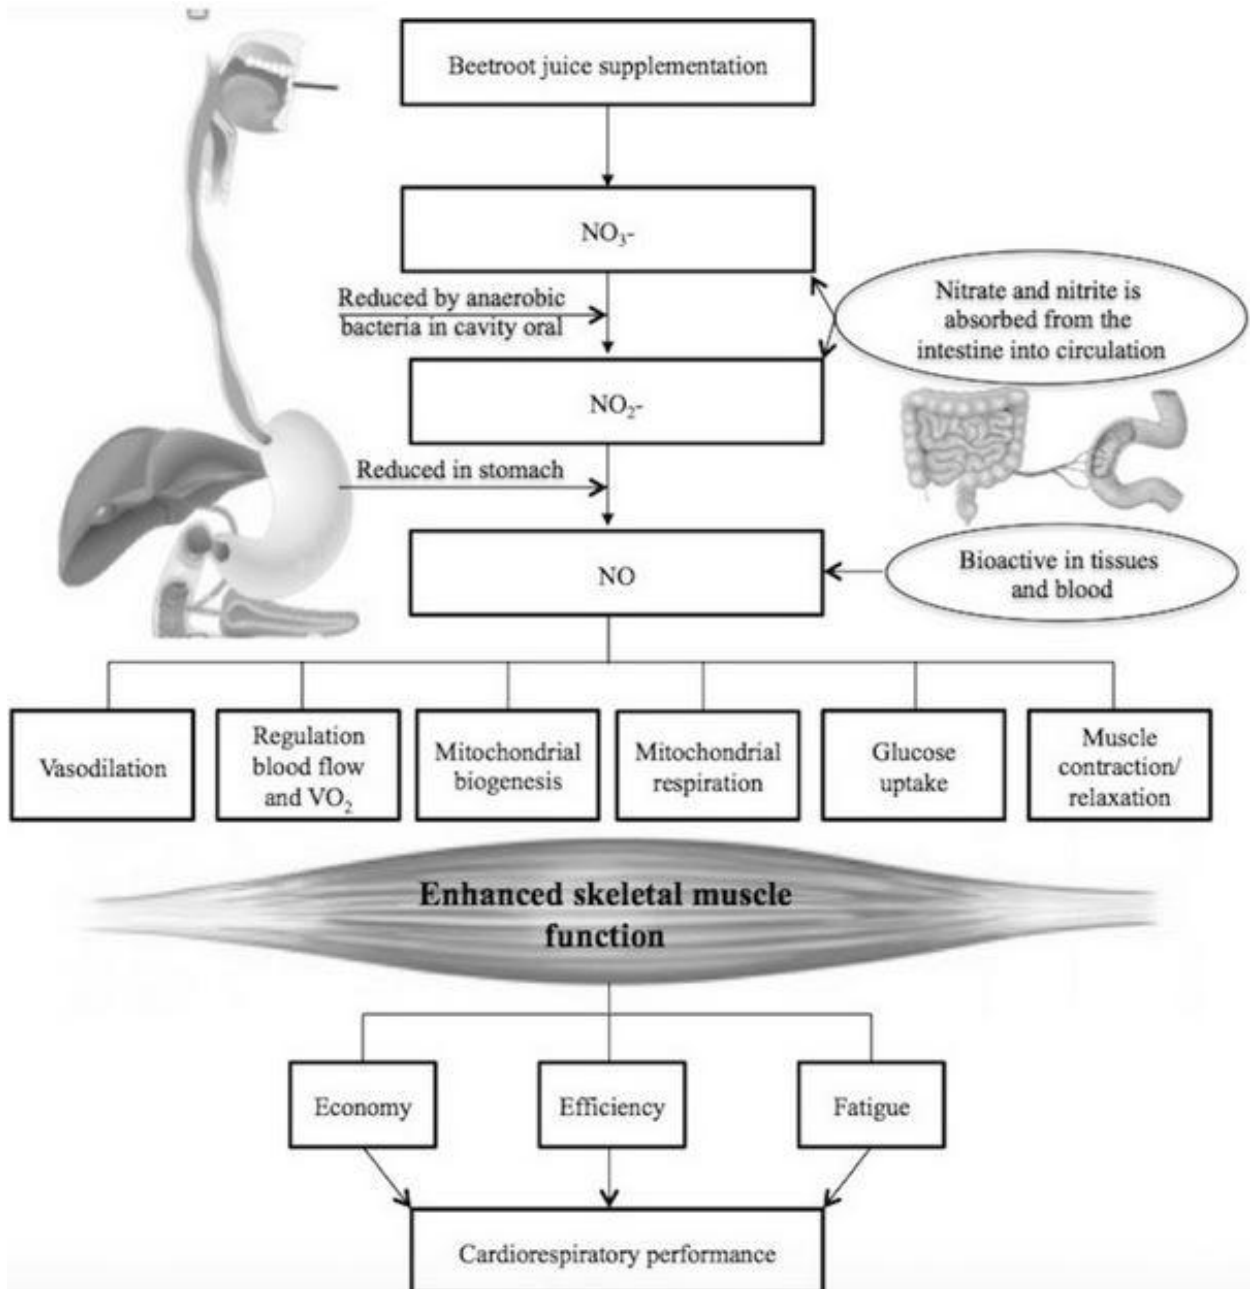 Beetroot juice supplementation
NO₃-
Reduced by anaerobic
bacteria in cavity oral
Nitrate and nitrite is
absorbed from the
intestine into circulation
NO₂-
Reduced in stomach
NO
Bioactive in tissues
and blood
Vasodilation
Regulation
blood flow
and VO₂
Mitochondrial
biogenesis
Mitochondrial
respiration
Glucose
uptake
Muscle
contraction/
relaxation
Enhanced skeletal muscle
function
Economy
Efficiency
Fatigue
Cardiorespiratory performance